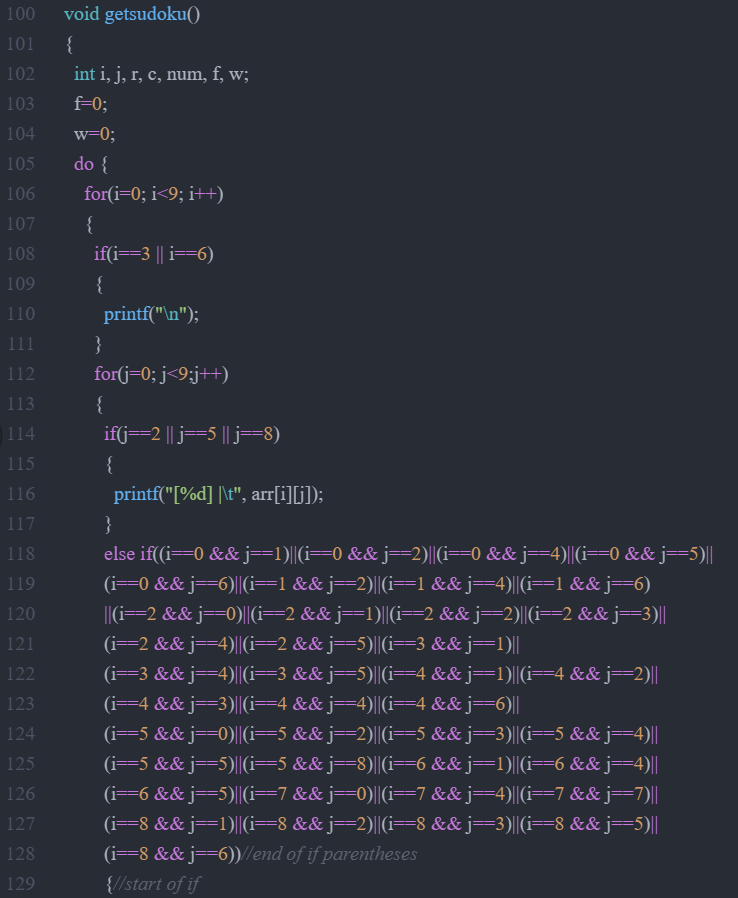 100 void getsudoku()
101 {
102 int i, j, r, c, num, f, w;
103 f=0;
104 w=0;
105 do {
106 for(i=0; i<9; i++)
107 {
108 if(i==3 || i==6)
109 {
110 printf("\n");
111 }
112 for(j=0; j<9;j++)
113 {
114 if(j==2 || j==5 || j==8)
115 {
116 printf("[%d] |\t", arr[i][j]);
117 }
118 else if((i==0 && j==1)||(i==0 && j==2)||(i==0 && j==4)||(i==0 && j==5)||
119 (i==0 && j==6)||(i==1 && j==2)||(i==1 && j==4)||(i==1 && j==6)
120 ||(i==2 && j==0)||(i==2 && j==1)||(i==2 && j==2)||(i==2 && j==3)||
121 (i==2 && j==4)||(i==2 && j==5)||(i==3 && j==1)||
122 (i==3 && j==4)||(i==3 && j==5)||(i==4 && j==1)||(i==4 && j==2)||
123 (i==4 && j==3)||(i==4 && j==4)||(i==4 && j==6)||
124 (i==5 && j==0)||(i==5 && j==2)||(i==5 && j==3)||(i==5 && j==4)||
125 (i==5 && j==5)||(i==5 && j==8)||(i==6 && j==1)||(i==6 && j==4)||
126 (i==6 && j==5)||(i==7 && j==0)||(i==7 && j==4)||(i==7 && j==7)||
127 (i==8 && j==1)||(i==8 && j==2)||(i==8 && j==3)||(i==8 && j==5)||
128 (i==8 && j==6))//end of if parentheses
129 {//start of if